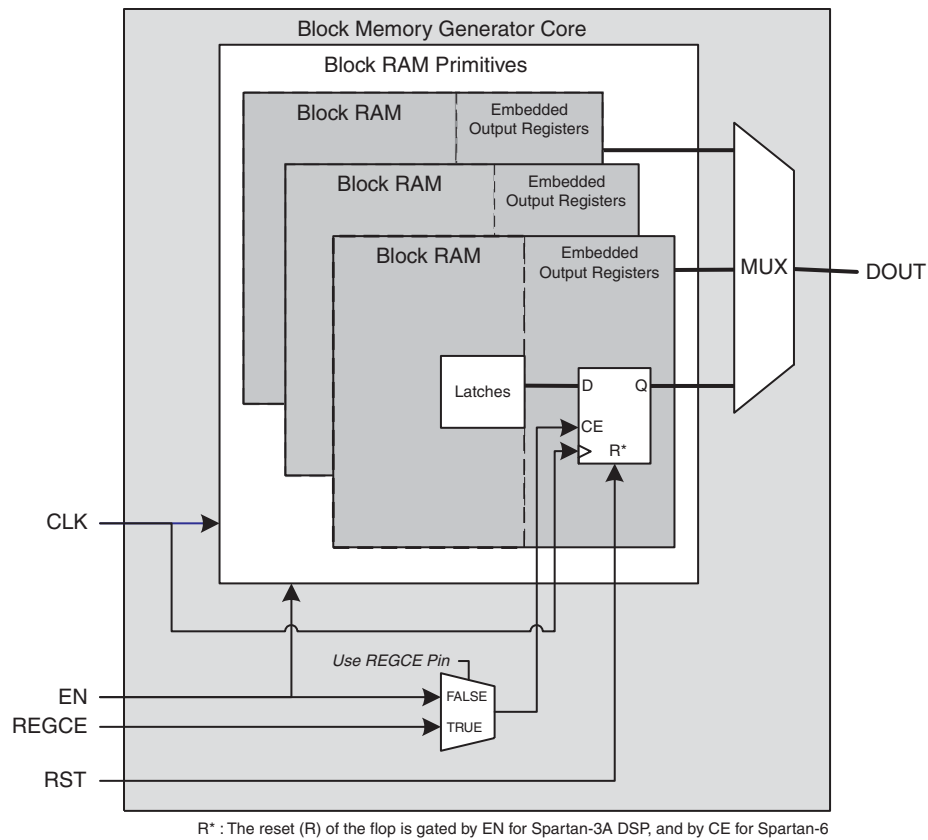 Block Memory Generator Core
Block RAM Primitives
Block RAM
Embedded
Output Registers
Block RAM
Embedded
Output Registers
Block RAM
Embedded
Output Registers
MUX
DOUT
Latches
D
Q
CE
R*
CLK
Use REGCE Pin
EN
FALSE
REGCE
TRUE
RST
R* : The reset (R) of the flop is gated by EN for Spartan-3A DSP, and by CE for Spartan-6